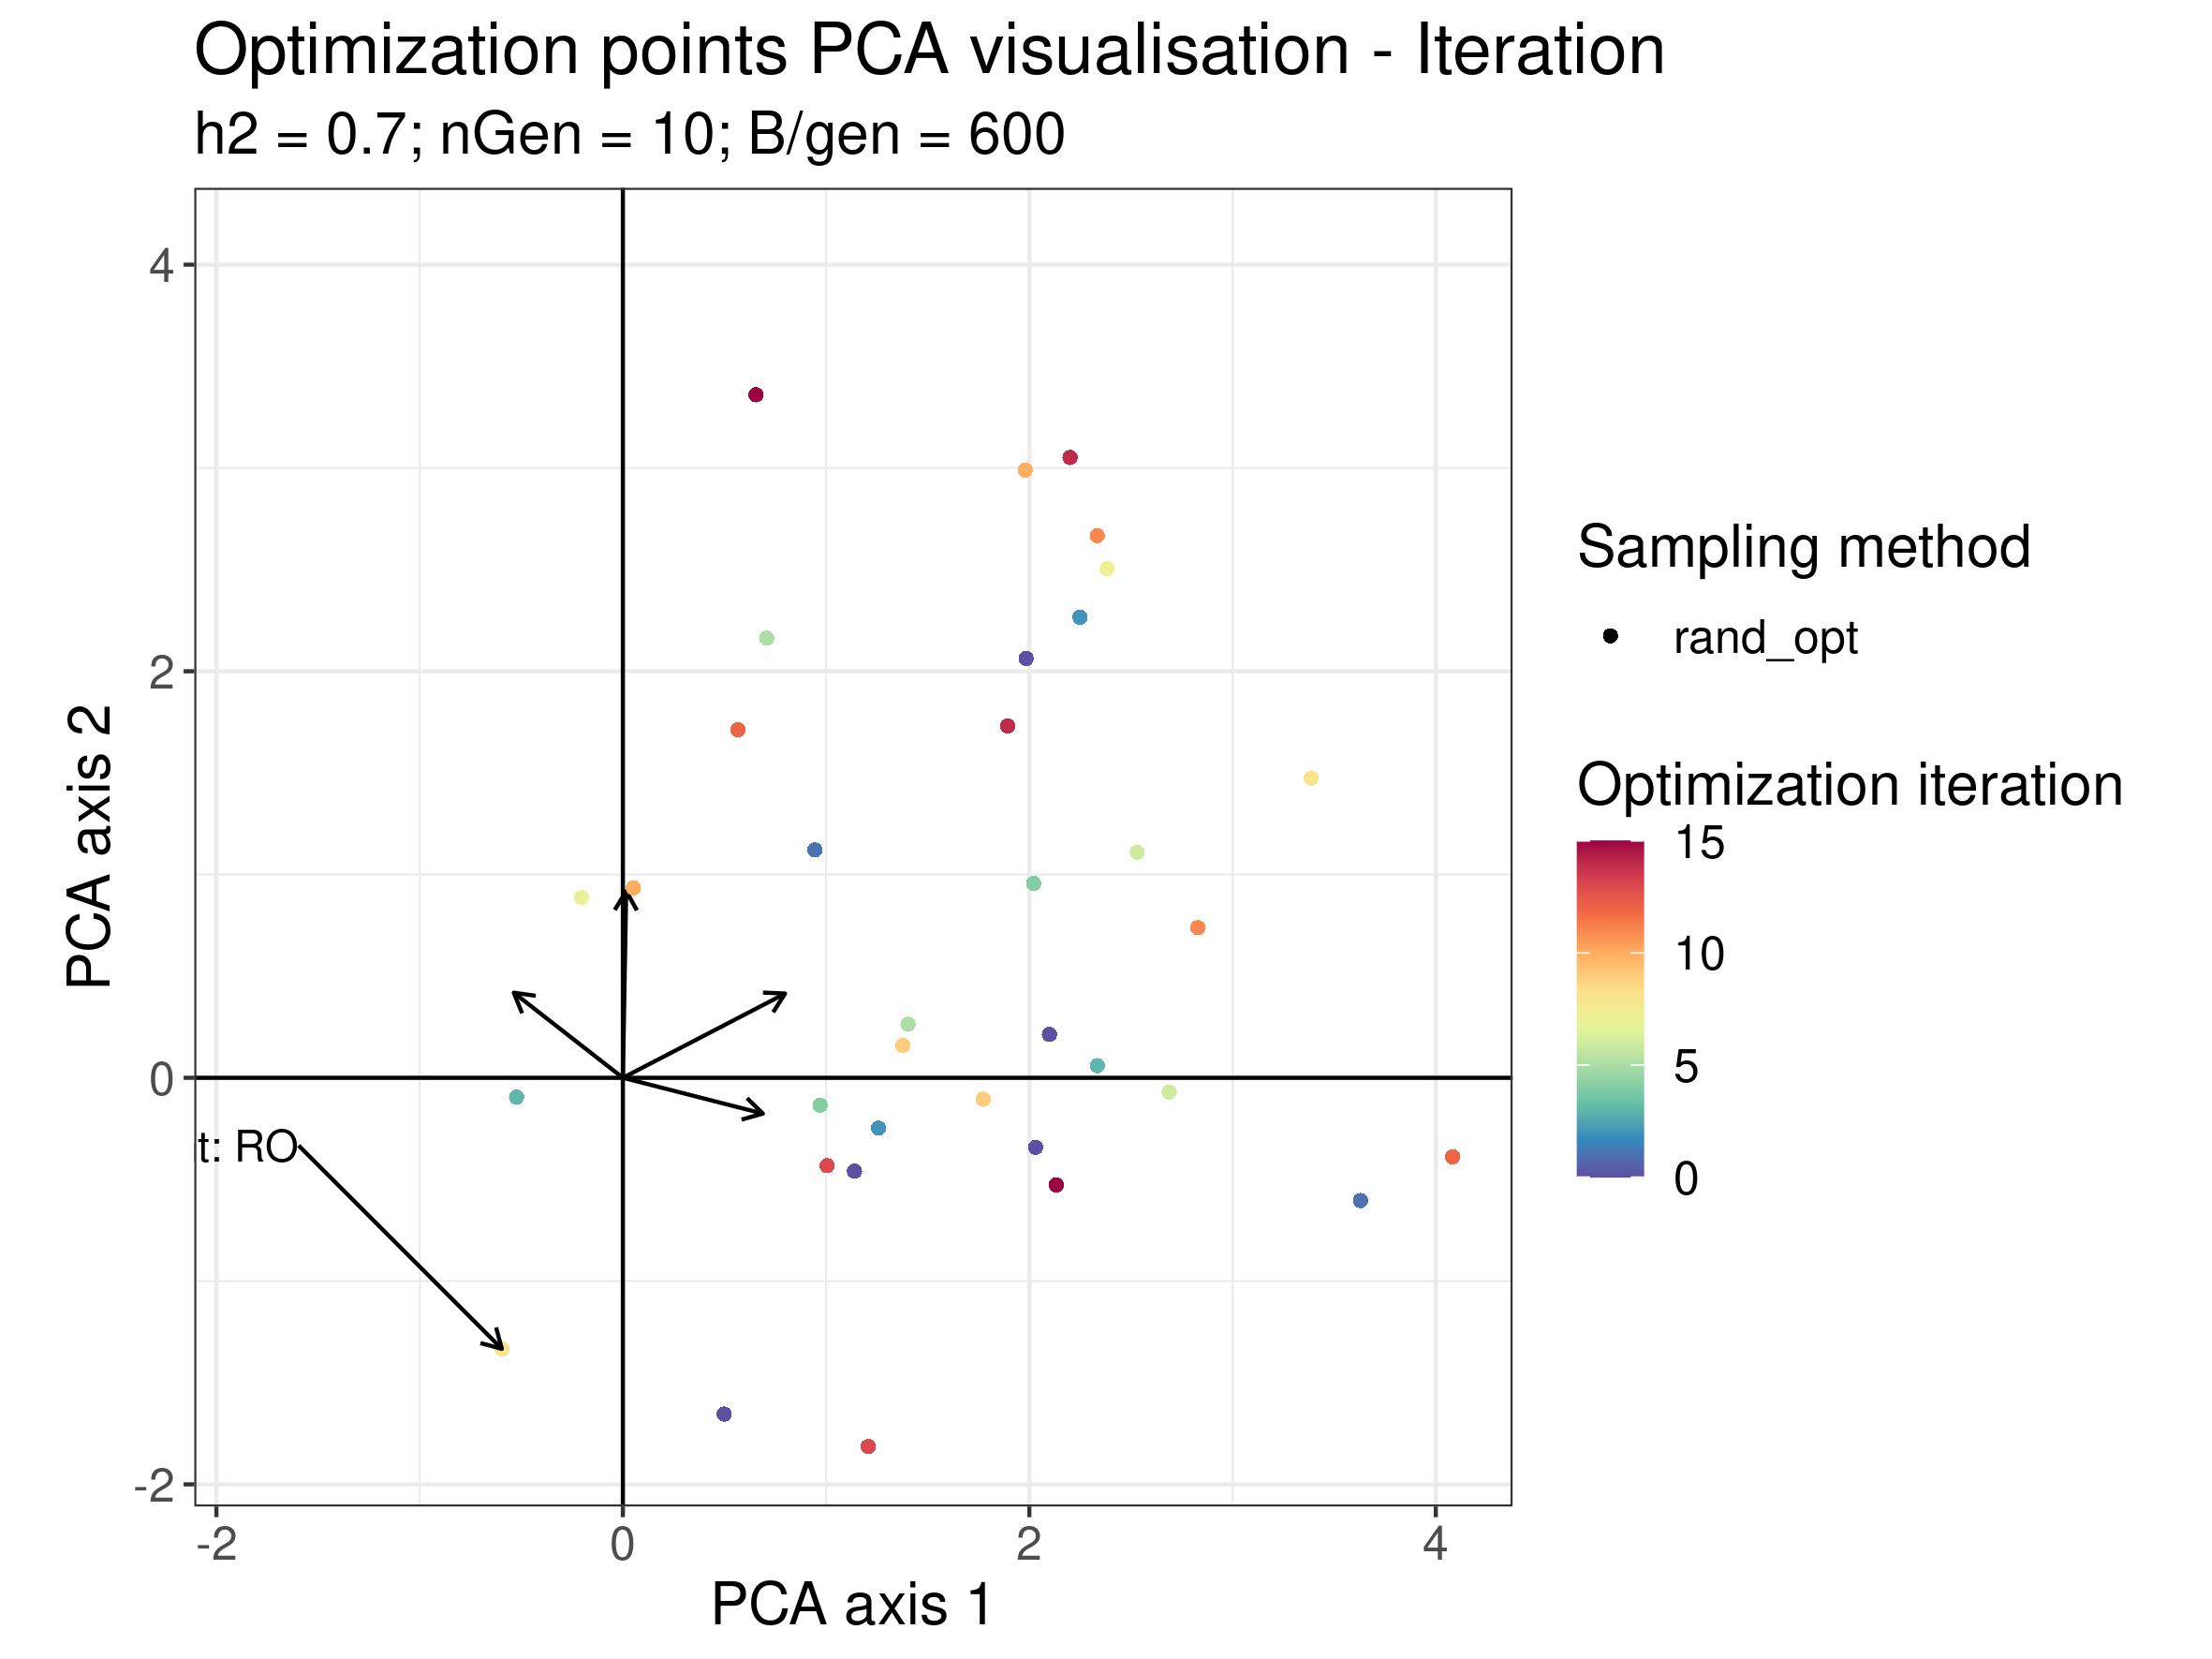 Optimization points PCA visualisation - Iteration
h2 = 0.7; nGen = 10; B/gen = 600
PCA axis 2
4
2
0
-2
t: RO
-2
0
2
4
PCA axis 1
Sampling method
rand_opt
Optimization iteration
15
10
5
0